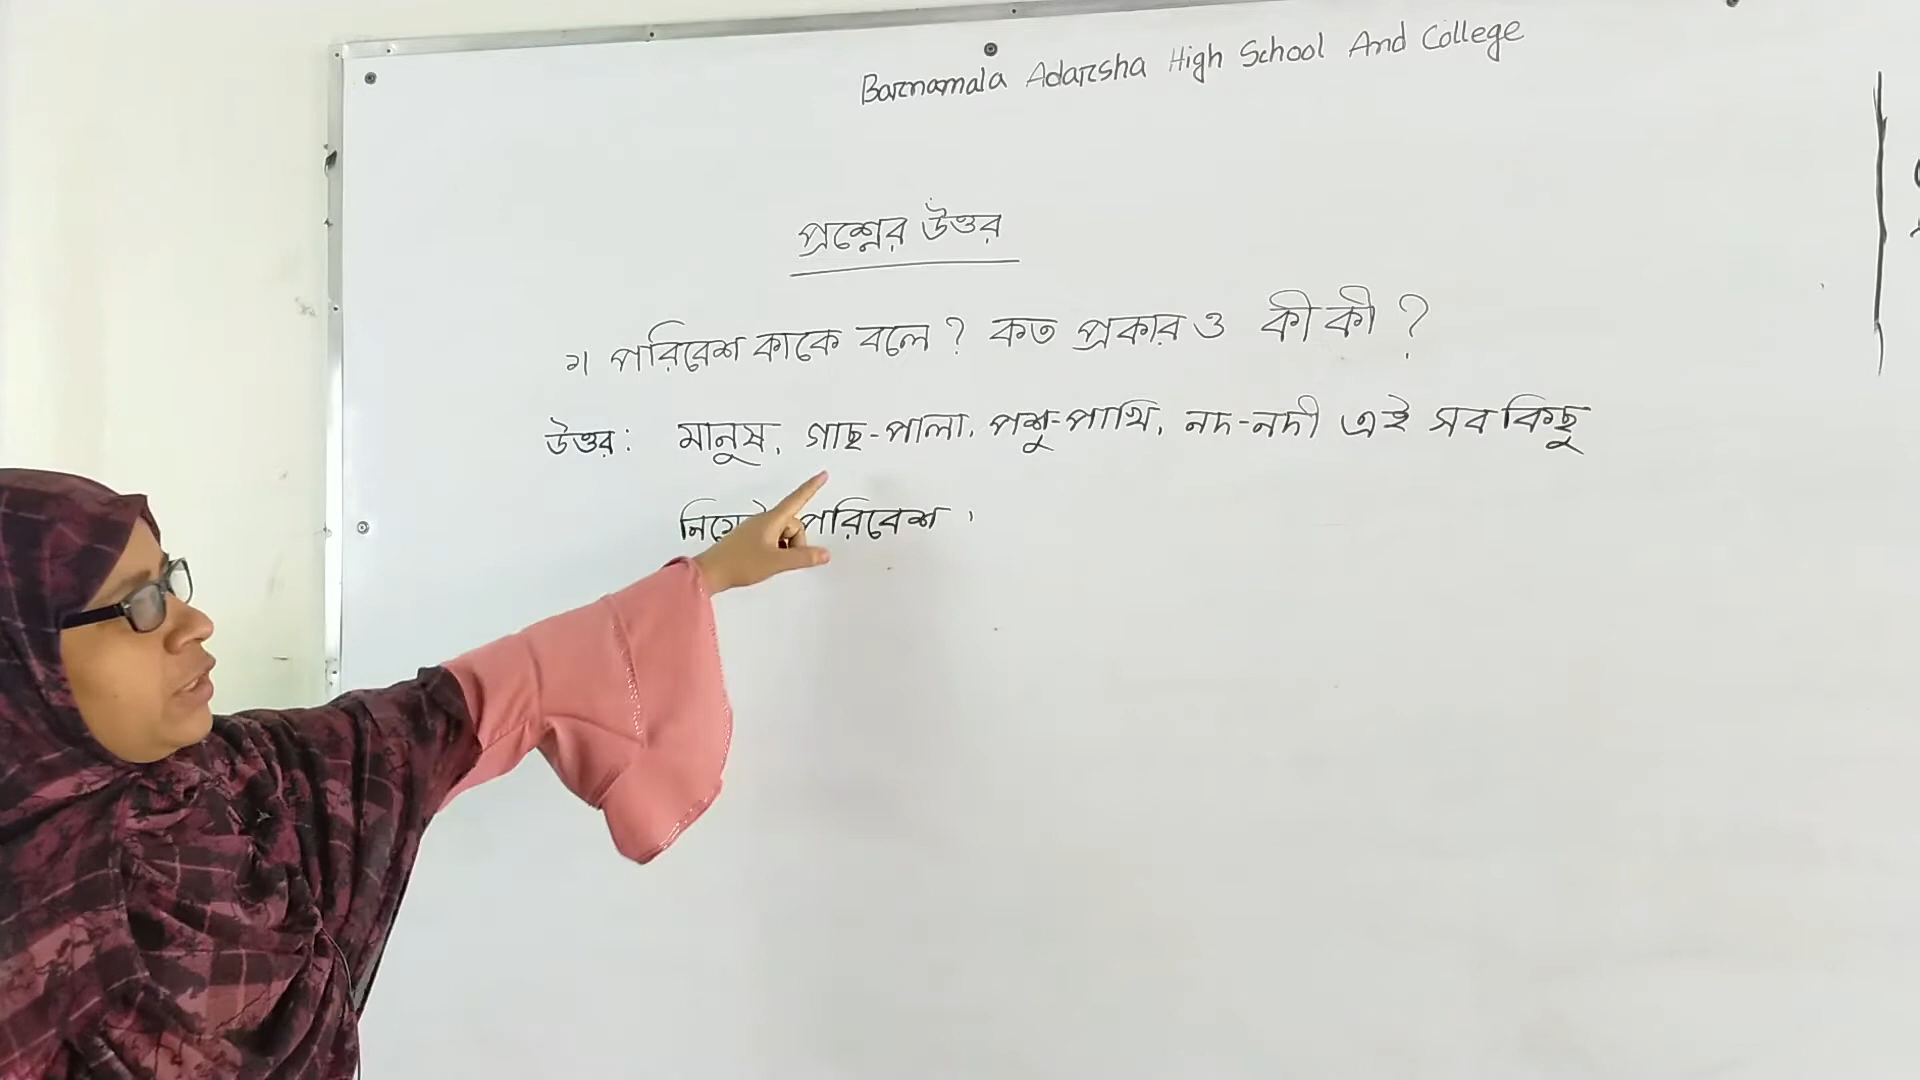 Barnamala Adarsha High School And College
প্রশ্নের উত্তর
১। পরিবেশ কাকে বলে ? কত প্রকার ও কী কী ?
উত্তর : মানুষ, গাছ-পালা, পশু-পাখি, নদ-নদী এই সব কিছু
পরিবেশ ।